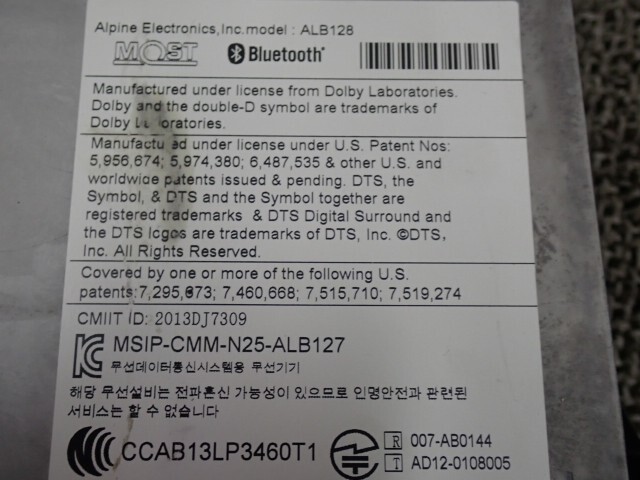 Alpine Electronics,Inc.model : ALB128
MOST Bluetooth
Manufactured under license from Dolby Laboratories.
Dolby and the double-D symbol are trademarks of
Dolby Laboratories.
Manufactured under license under U.S. Patent Nos:
5,956,674; 5,974,380; 6,487,535 & other U.S. and
worldwide patents issued & pending. DTS, the
Symbol, & DTS and the Symbol together are
registered trademarks & DTS Digital Surround and
the DTS logos are trademarks of DTS, Inc. ©DTS,
Inc. All Rights Reserved.
Covered by one or more of the following U.S.
patents:7,295,673; 7,460,668; 7,515,710; 7,519,274
CMIIT ID: 2013DJ7309
MSIP-CMM-N25-ALB127
무선데이터통신시스템용 무선기기
해당 무선설비는 전파혼신 가능성이 있으므로 인명안전과 관련된
서비스는 할 수 없습니다
CCAB13LP3460T1
R 007-AB0144
T AD12-0108005